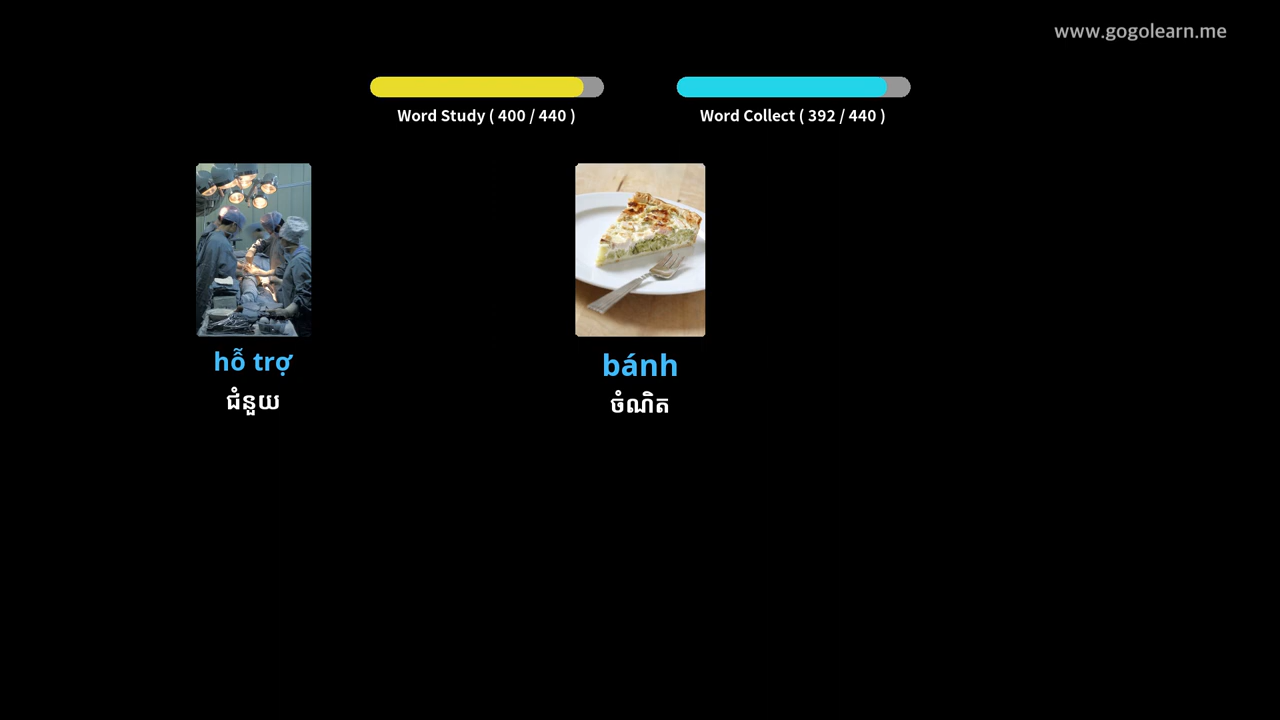 www.gogolearn.me
Word Study ( 400 / 440 )
Word Collect ( 392 / 440 )
hỗ trợ
ជំនួយ
bánh
ចំណិត